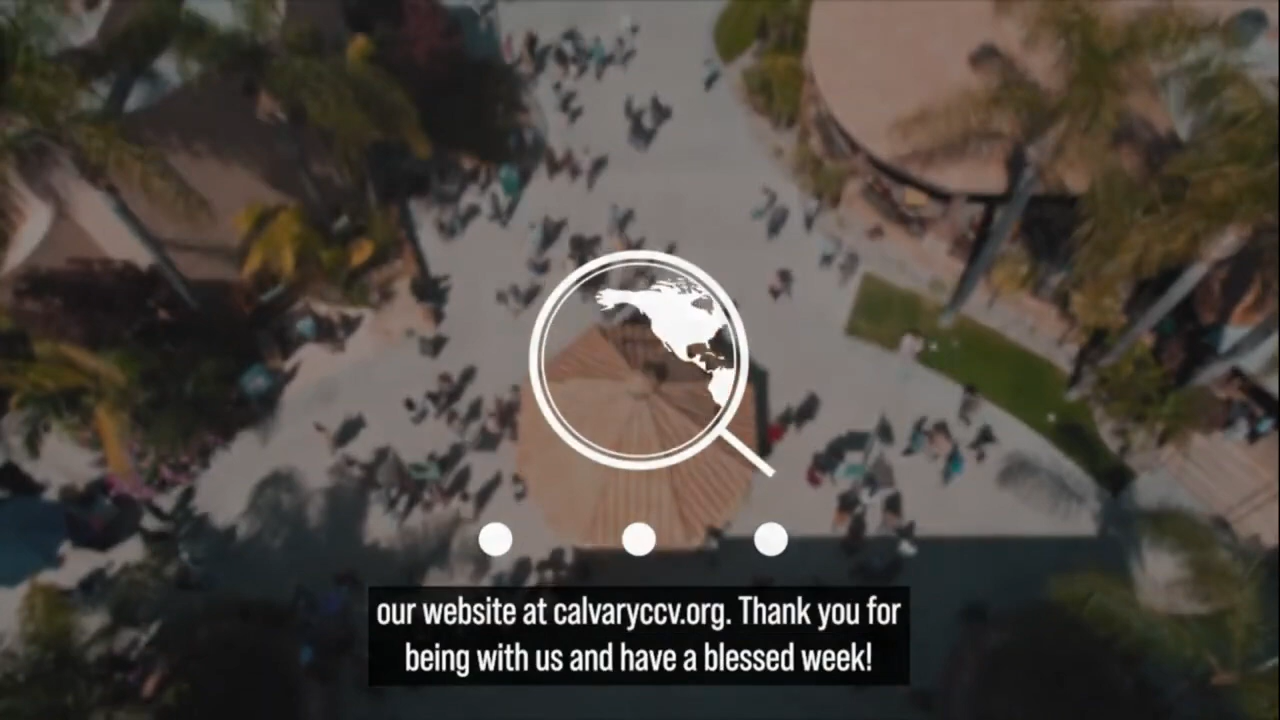 our website at calvaryccv.org. Thank you for
being with us and have a blessed week!